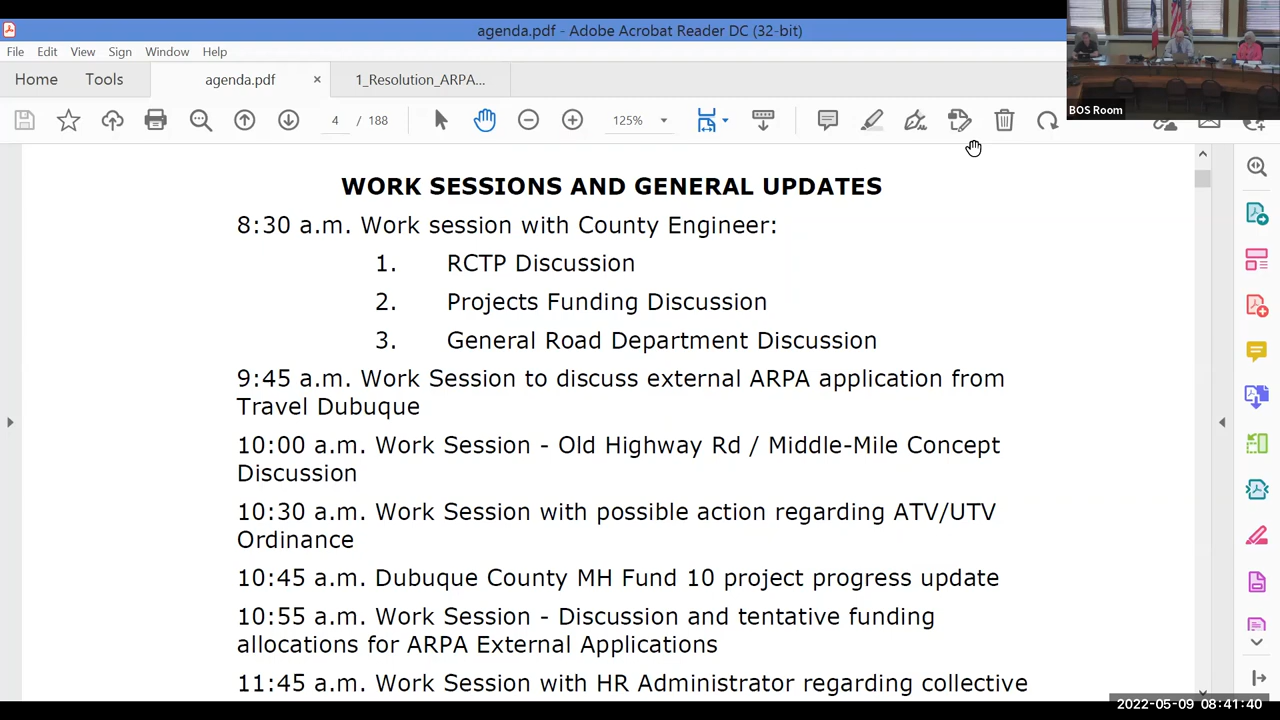 agenda.pdf - Adobe Acrobat Reader DC (32-bit)
File Edit View Sign Window Help
Home Tools agenda.pdf × 1_Resolution_ARPA...
4 / 188 125%
BOS Room
WORK SESSIONS AND GENERAL UPDATES
8:30 a.m. Work session with County Engineer:
1. RCTP Discussion
2. Projects Funding Discussion
3. General Road Department Discussion
9:45 a.m. Work Session to discuss external ARPA application from
Travel Dubuque
10:00 a.m. Work Session - Old Highway Rd / Middle-Mile Concept
Discussion
10:30 a.m. Work Session with possible action regarding ATV/UTV
Ordinance
10:45 a.m. Dubuque County MH Fund 10 project progress update
10:55 a.m. Work Session - Discussion and tentative funding
allocations for ARPA External Applications
11:45 a.m. Work Session with HR Administrator regarding collective
2022-05-09 08:41:40